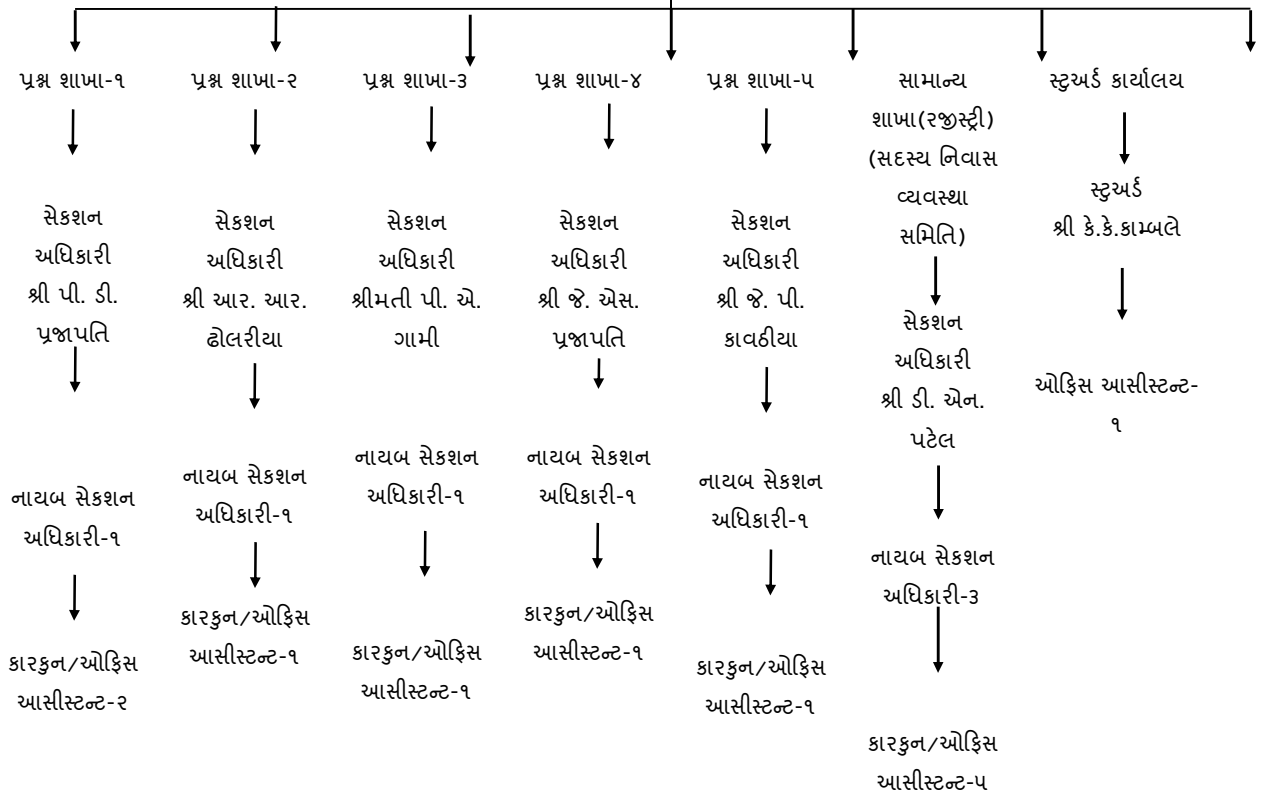 પ્રશ્ન શાખા-૧
સેકશન
અધિકારી
શ્રી પી. ડી.
પ્રજાપતિ
નાયબ સેકશન
અધિકારી-૧
કારકુન/ઓફિસ
આસીસ્ટન્ટ-૨
પ્રશ્ન શાખા-૨
સેકશન
અધિકારી
શ્રી આર. આર.
ઢોલરીયા
નાયબ સેકશન
અધિકારી-૧
કારકુન/ઓફિસ
આસીસ્ટન્ટ-૧
પ્રશ્ન શાખા-૩
સેકશન
અધિકારી
શ્રીમતી પી. એ.
ગામી
નાયબ સેકશન
અધિકારી-૧
કારકુન/ઓફિસ
આસીસ્ટન્ટ-૧
પ્રશ્ન શાખા-૪
સેકશન
અધિકારી
શ્રી જે. એસ.
પ્રજાપતિ
નાયબ સેકશન
અધિકારી-૧
કારકુન/ઓફિસ
આસીસ્ટન્ટ-૧
પ્રશ્ન શાખા-૫
સેકશન
અધિકારી
શ્રી જે. પી.
કાવઠીયા
નાયબ સેકશન
અધિકારી-૧
કારકુન/ઓફિસ
આસીસ્ટન્ટ-૧
સામાન્ય
શાખા(રજીસ્ટ્રી)
(સદસ્ય નિવાસ
વ્યવસ્થા
સમિતિ)
સેકશન
અધિકારી
શ્રી ડી. એન.
પટેલ
નાયબ સેકશન
અધિકારી-૩
કારકુન/ઓફિસ
આસીસ્ટન્ટ-૫
સ્ટુઅર્ડ કાર્યાલય
સ્ટુઅર્ડ
શ્રી કે.કે.કામ્બલે
ઓફિસ આસીસ્ટન્ટ-
૧